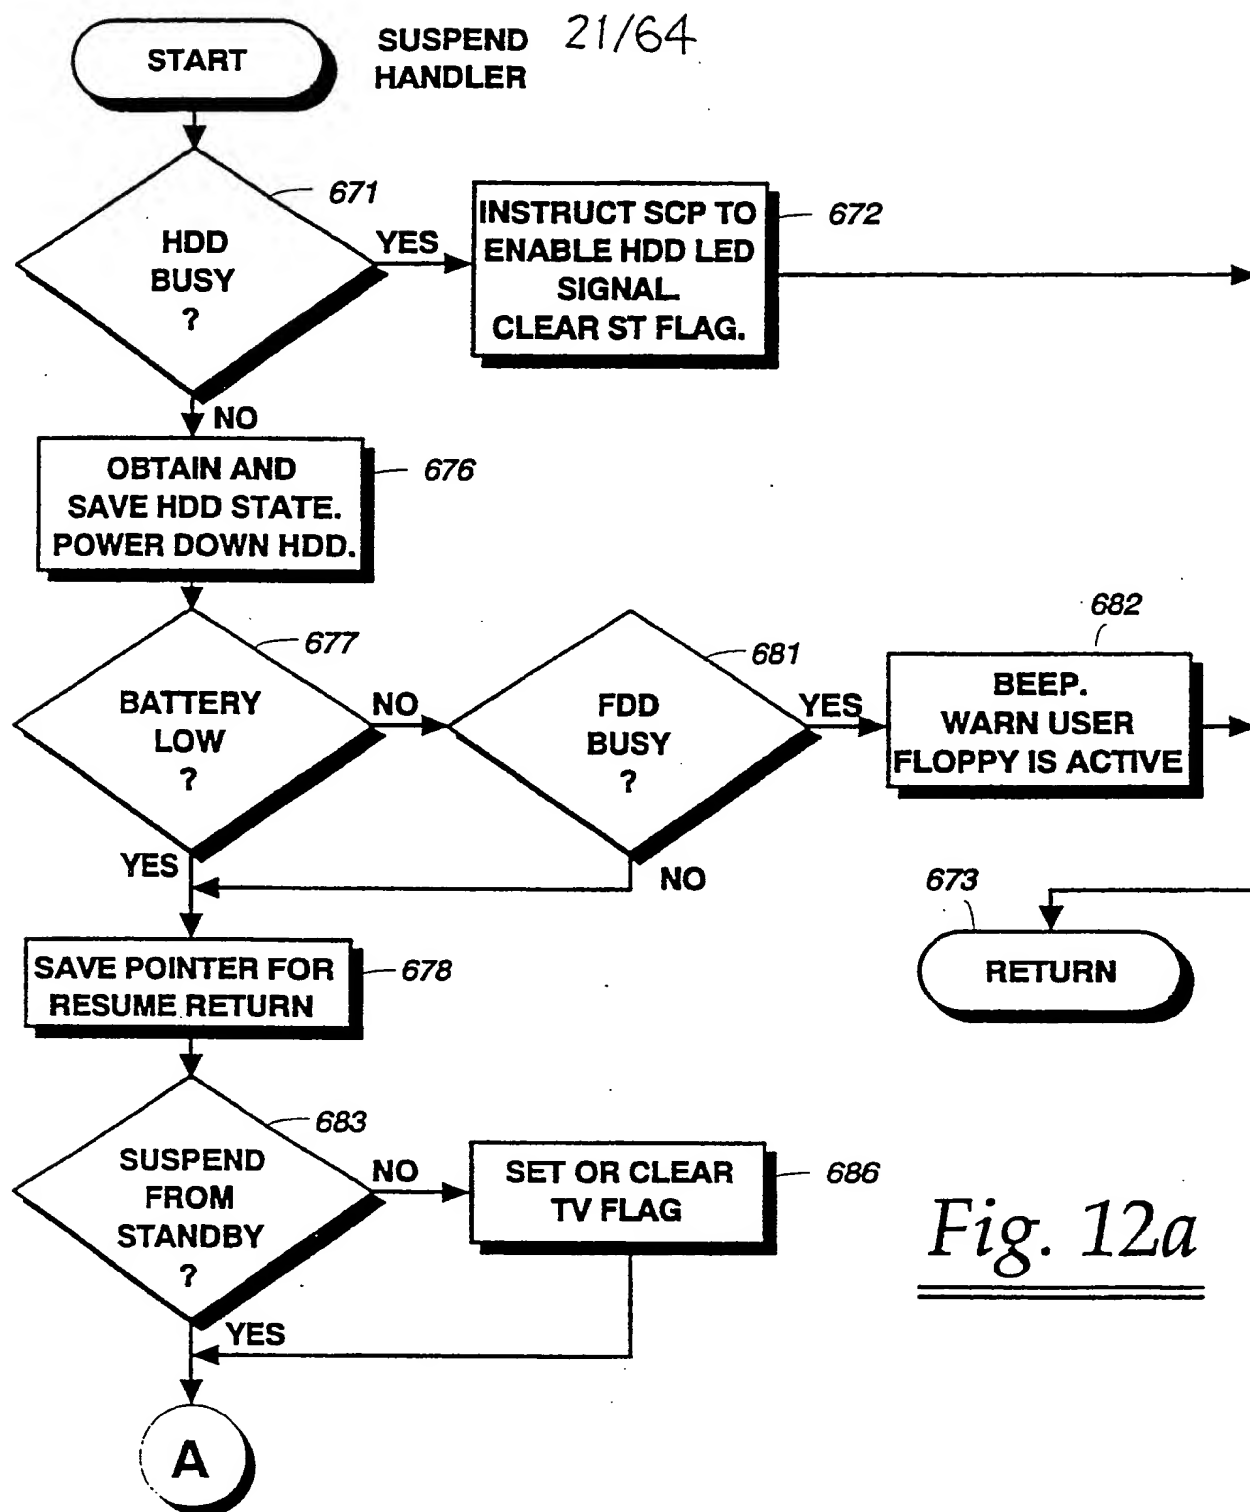 START
SUSPEND
HANDLER
21/64
671
HDD
BUSY
?
YES
INSTRUCT SCP TO
ENABLE HDD LED
SIGNAL.
CLEAR ST FLAG.
672
NO
OBTAIN AND
SAVE HDD STATE.
POWER DOWN HDD.
676
677
BATTERY
LOW
?
NO
681
FDD
BUSY
?
YES
682
BEEP.
WARN USER
FLOPPY IS ACTIVE
YES
NO
673
RETURN
SAVE POINTER FOR
RESUME RETURN
678
683
SUSPEND
FROM
STANDBY
?
NO
SET OR CLEAR
TV FLAG
686
YES
Fig. 12a
A